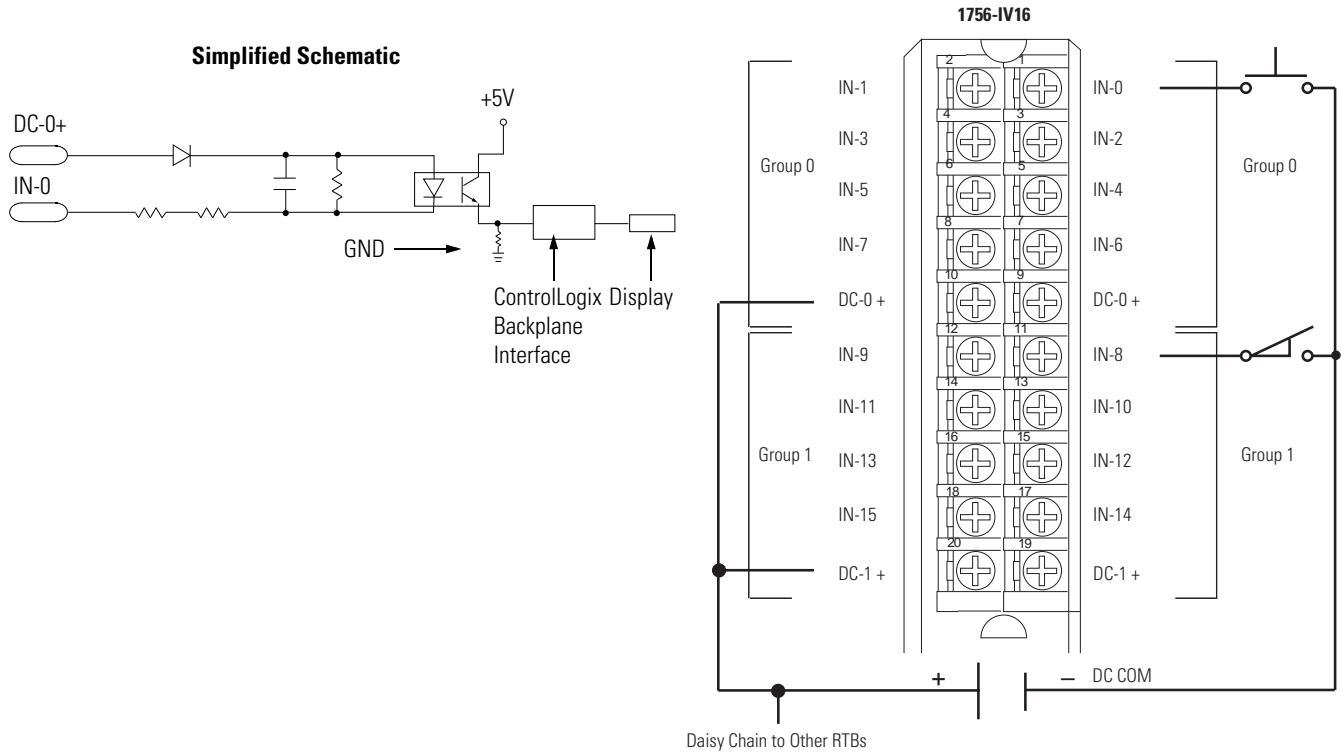 1756-IV16
Simplified Schematic
+5V
DC-0+
IN-0
GND
ControlLogix
Backplane
Interface
Display
2 1
IN-1 IN-0
4 3
IN-3 IN-2
Group 0 Group 0
6 5
IN-5 IN-4
8 7
IN-7 IN-6
10 9
DC-0 + DC-0 +
12 11
IN-9 IN-8
14 13
IN-11 IN-10
16 15
Group 1 IN-13 IN-12 Group 1
18 17
IN-15 IN-14
20 19
DC-1 + DC-1 +
+ – DC COM
Daisy Chain to Other RTBs